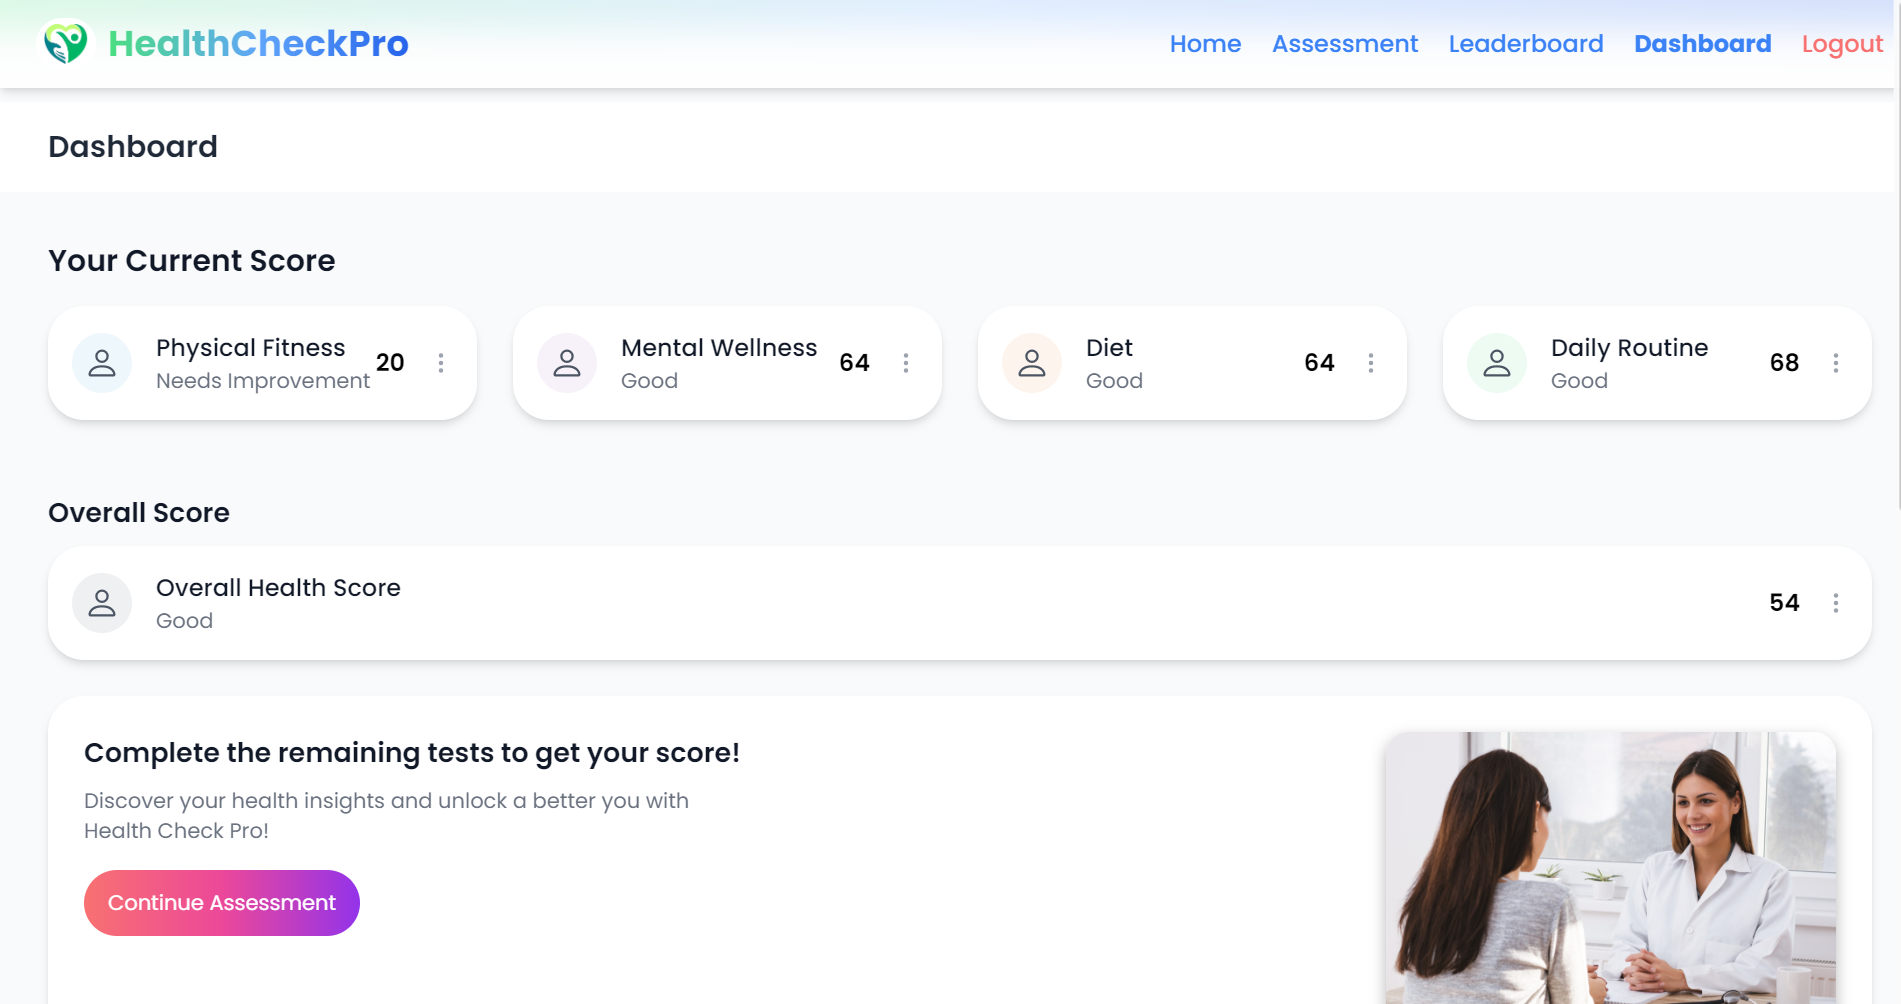 HealthCheckPro
Home Assessment Leaderboard Dashboard Logout
Dashboard
Your Current Score
Physical Fitness
Needs Improvement
20
Mental Wellness
Good
64
Diet
Good
64
Daily Routine
Good
68
Overall Score
Overall Health Score
Good
54
Complete the remaining tests to get your score!
Discover your health insights and unlock a better you with
Health Check Pro!
Continue Assessment